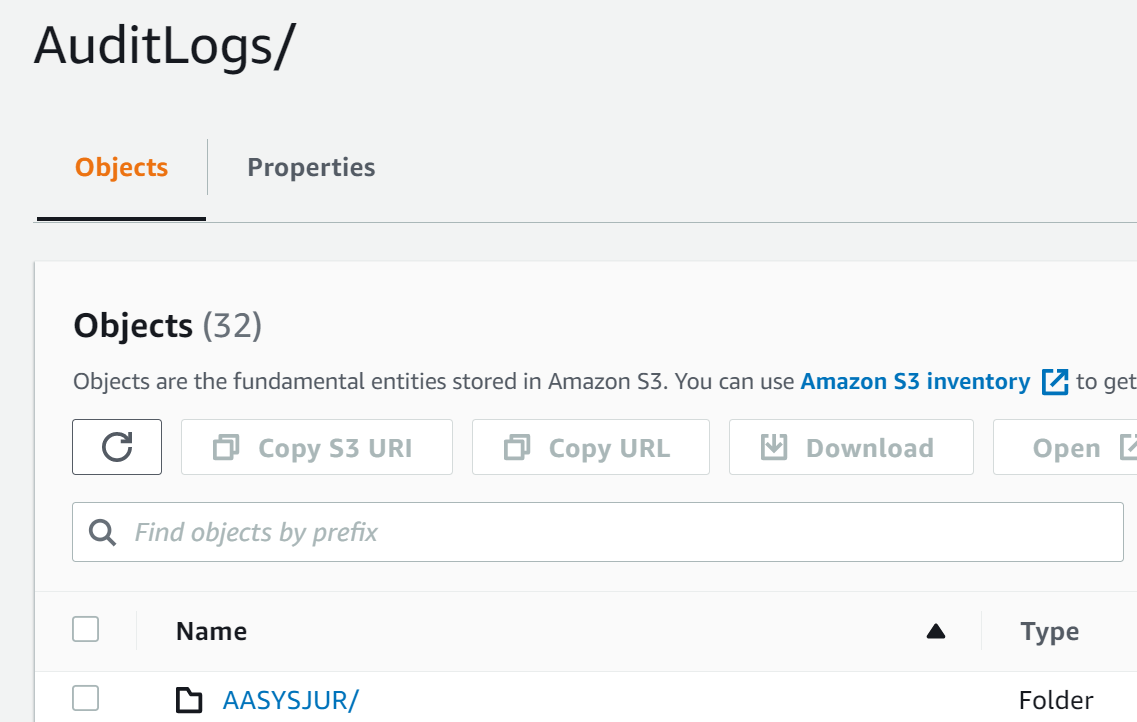 AuditLogs/
Objects
Properties
Objects (32)
Objects are the fundamental entities stored in Amazon S3. You can use Amazon S3 inventory to get
Copy S3 URI
Copy URL
Download
Open
Find objects by prefix
Name
Type
AASYSJUR/
Folder